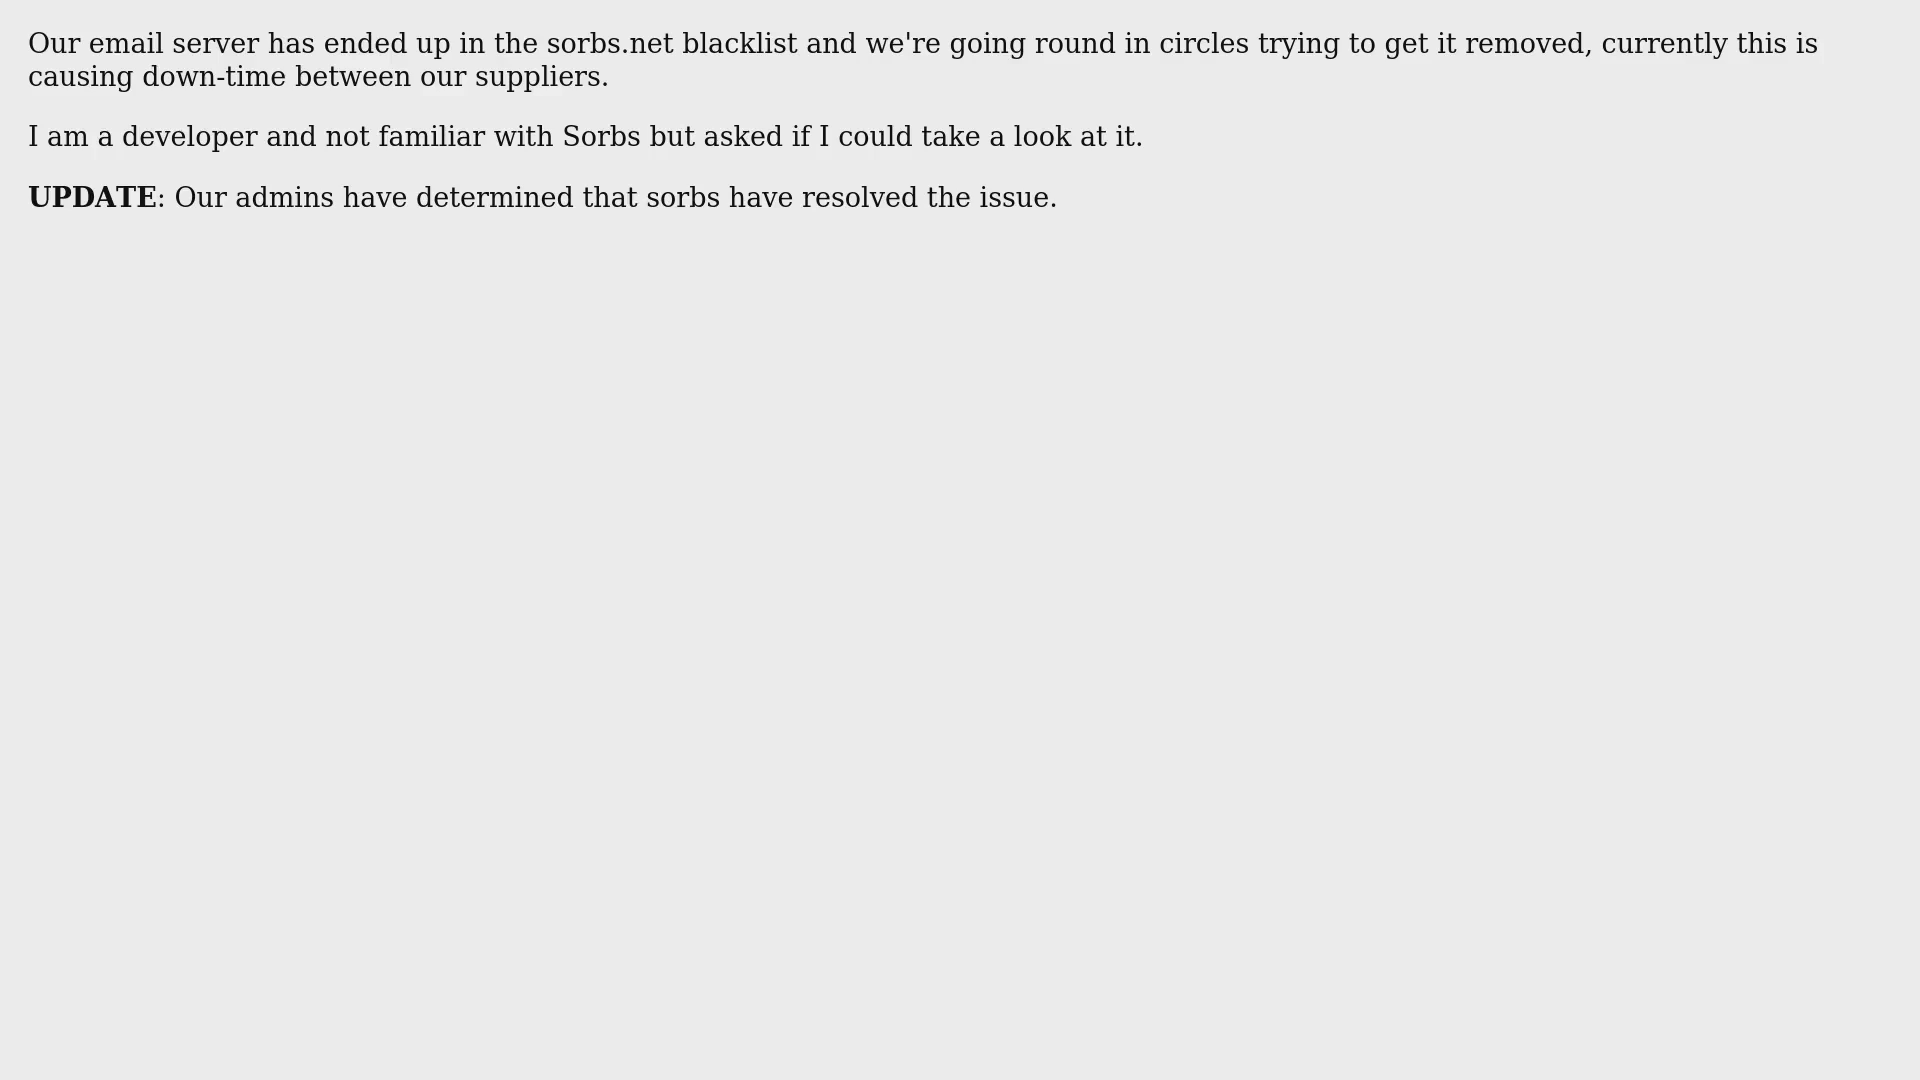 Our email server has ended up in the sorbs.net blacklist and we're going round in circles trying to get it removed, currently this is
causing down-time between our suppliers.
I am a developer and not familiar with Sorbs but asked if I could take a look at it.
UPDATE: Our admins have determined that sorbs have resolved the issue.